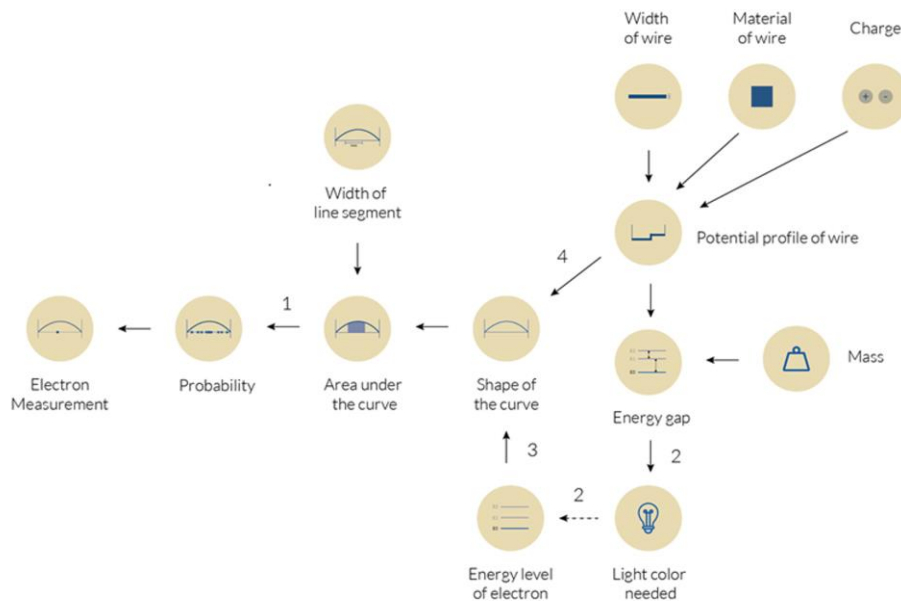 Width
of wire
Material
of wire
Charge
+ -
Width of
line segment
Potential profile of wire
4
1
Electron
Measurement
Probability
Area under
the curve
Shape of
the curve
Energy gap
Mass
3
2
2
Energy level
of electron
Light color
needed